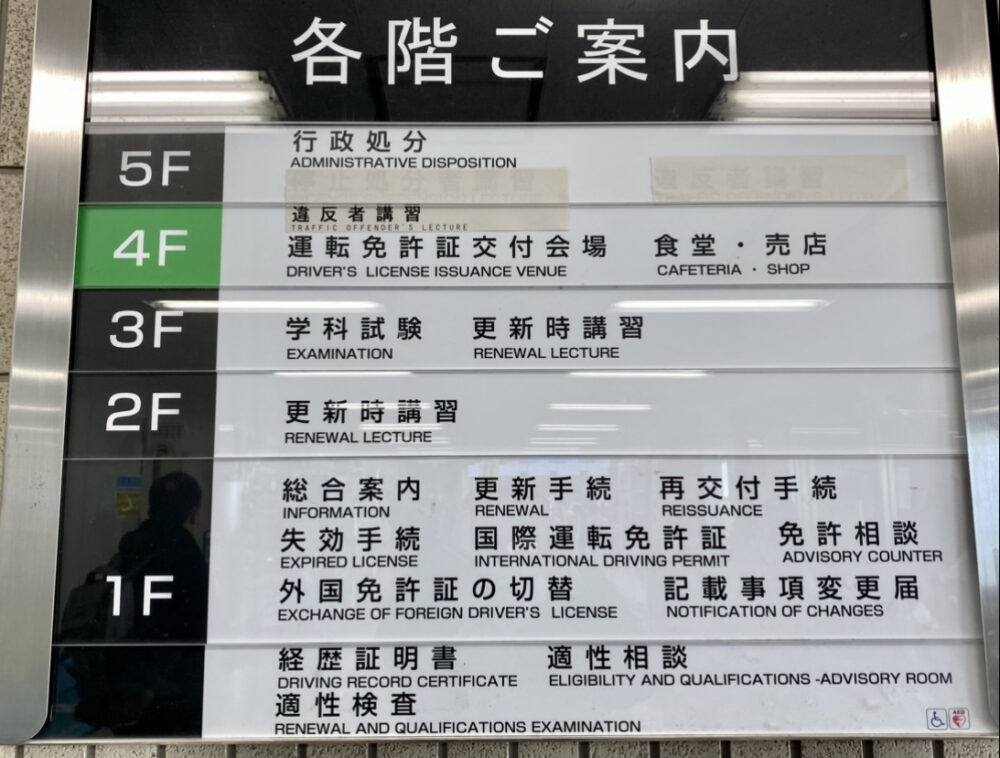 各階ご案内
5F 行政処分
ADMINISTRATIVE DISPOSITION
違反者講習
TRAFFIC OFFENDER'S LECTURE
4F 運転免許証交付会場 食堂・売店
DRIVER'S LICENSE ISSUANCE VENUE CAFETERIA・SHOP
3F 学科試験 更新時講習
EXAMINATION RENEWAL LECTURE
2F 更新時講習
RENEWAL LECTURE
総合案内 更新手続 再交付手続
INFORMATION RENEWAL REISSUANCE
失効手続 国際運転免許証 免許相談
EXPIRED LICENSE INTERNATIONAL DRIVING PERMIT ADVISORY COUNTER
1F 外国免許証の切替 記載事項変更届
EXCHANGE OF FOREIGN DRIVER'S LICENSE NOTIFICATION OF CHANGES
経歴証明書 適性相談
DRIVING RECORD CERTIFICATE ELIGIBILITY AND QUALIFICATIONS -ADVISORY ROOM
適性検査
RENEWAL AND QUALIFICATIONS EXAMINATION
AED